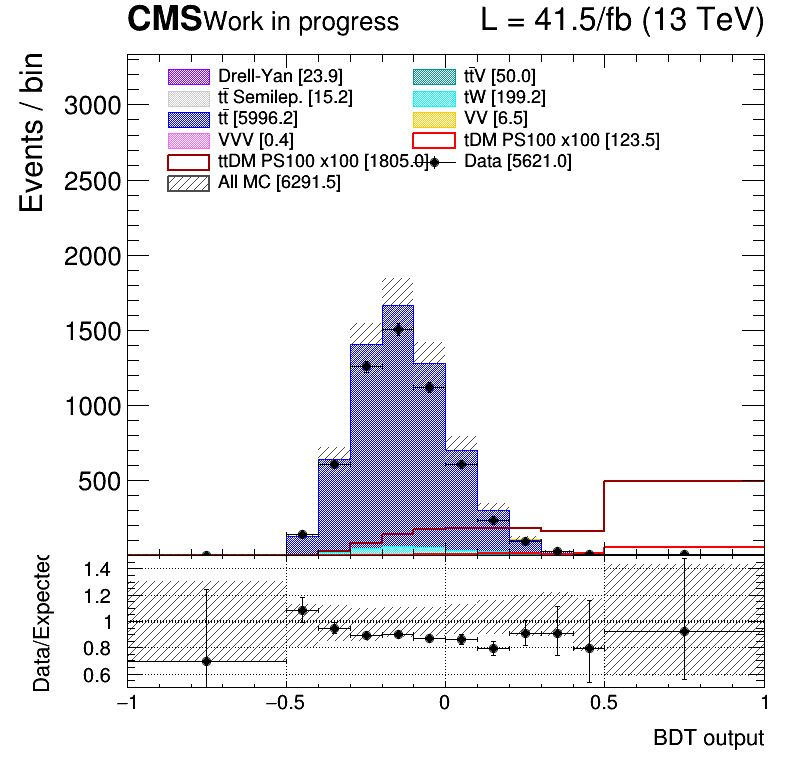 CMS Work in progress L = 41.5/fb (13 TeV)
Events / bin
Drell-Yan [23.9] tt̄V [50.0]
tt̄ Semilep. [15.2] tW [199.2]
tt̄ [5996.2] VV [6.5]
VVV [0.4] tDM PS100 x100 [123.5]
ttDM PS100 x100 [1805.0] Data [5621.0]
All MC [6291.5]
3000
2500
2000
1500
1000
500
Data/Expected
1.4
1.2
1
0.8
0.6
−1 −0.5 0 0.5 1
BDT output